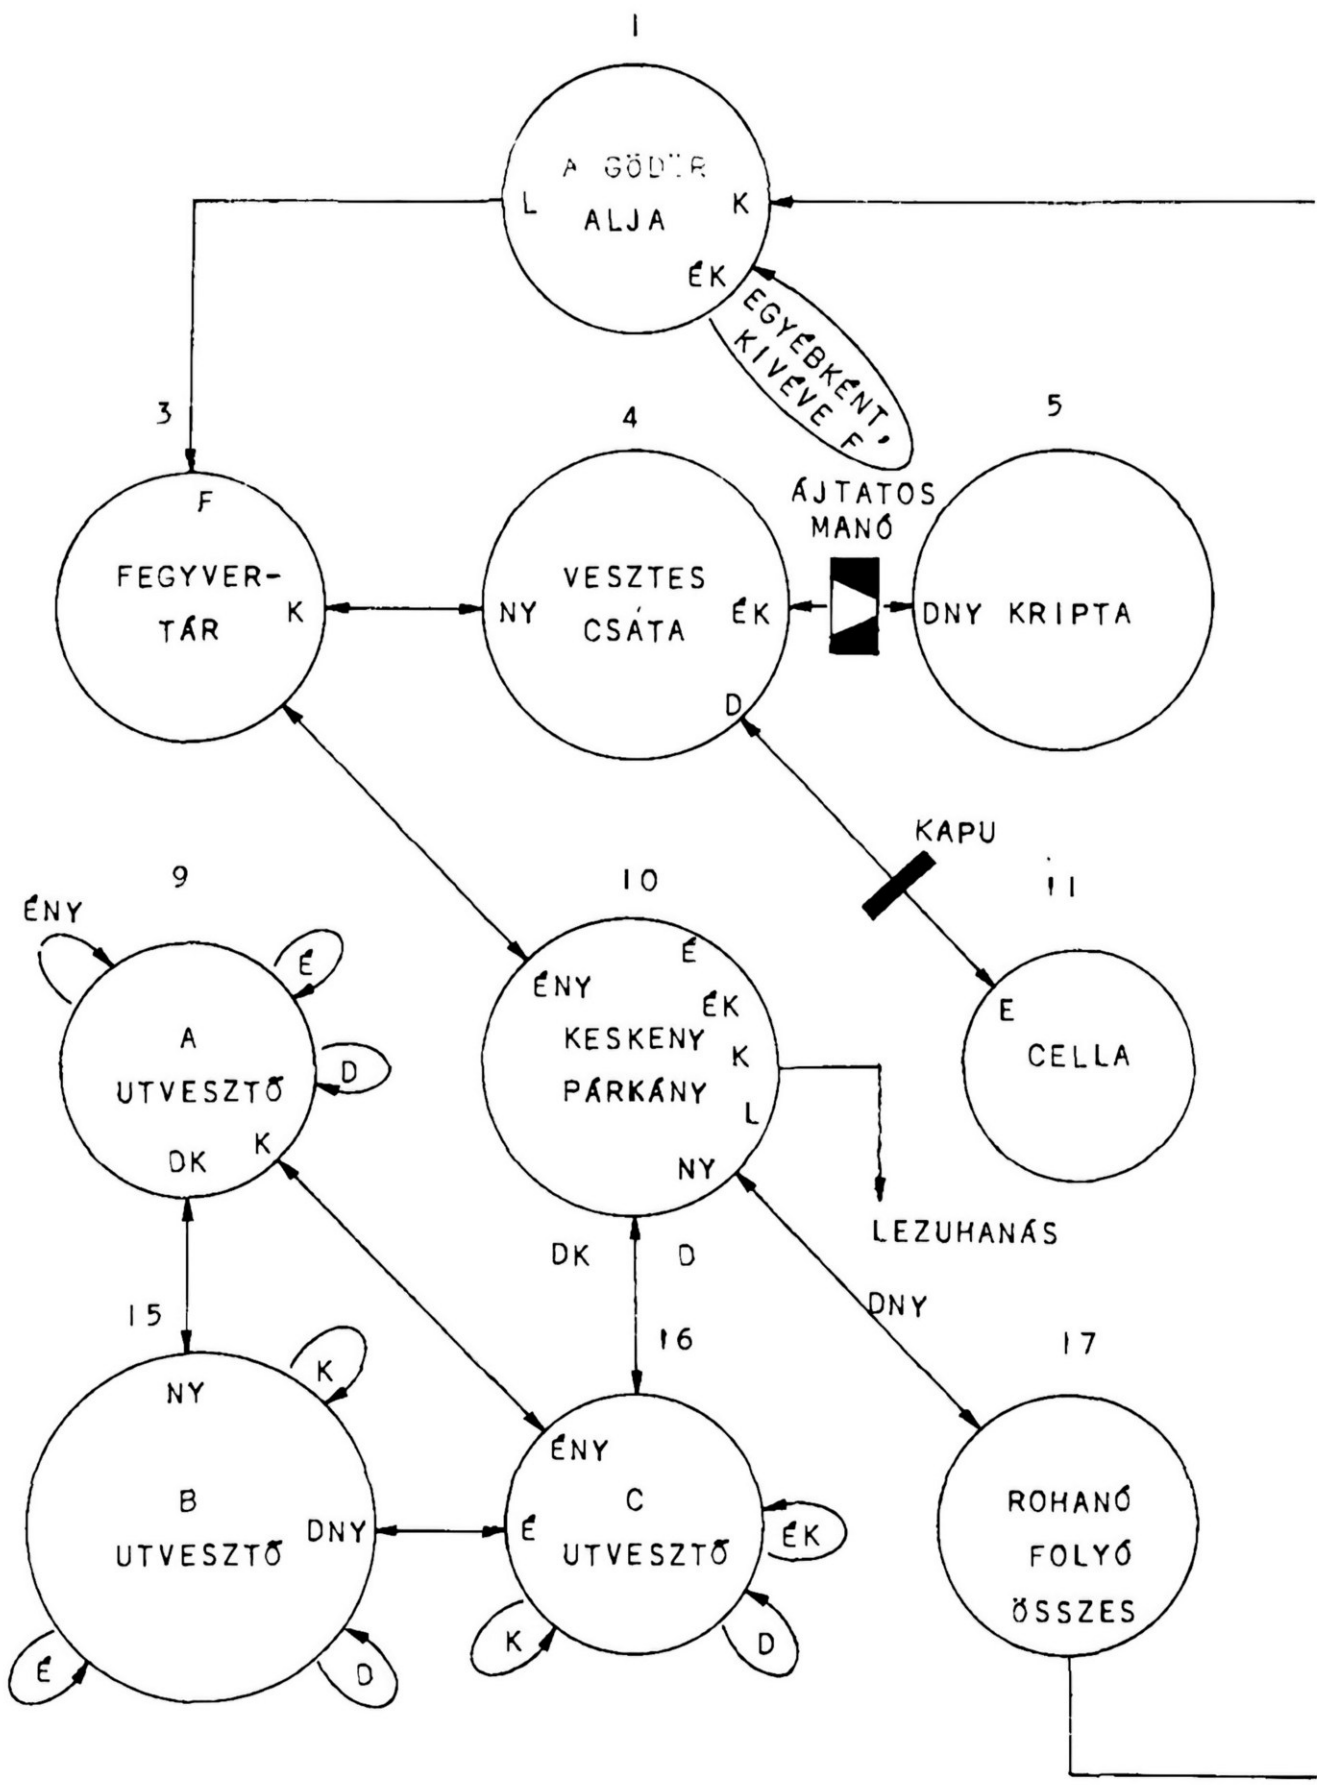 1
A GÖDÖR
L
K
ALJA
ÉK
EGYÉBKÉNT,
KIVÉVE F
3
4
5
ÁJTATOS
MANÓ
F
FEGYVER-
TÁR
K
NY
VESZTES
CSÁTA
ÉK
DNY KRIPTA
D
KAPU
9
10
11
ÉNY
É
D
A
UTVESZTŐ
DK
K
É
ÉNY
ÉK
KESKENY
K
PÁRKÁNY
L
NY
E
CELLA
LEZUHANÁS
DK
D
DNY
15
16
17
K
NY
B
UTVESZTŐ
DNY
É
D
ÉNY
É
C
UTVESZTŐ
ÉK
K
D
ROHANÓ
FOLYÓ
ÖSSZES